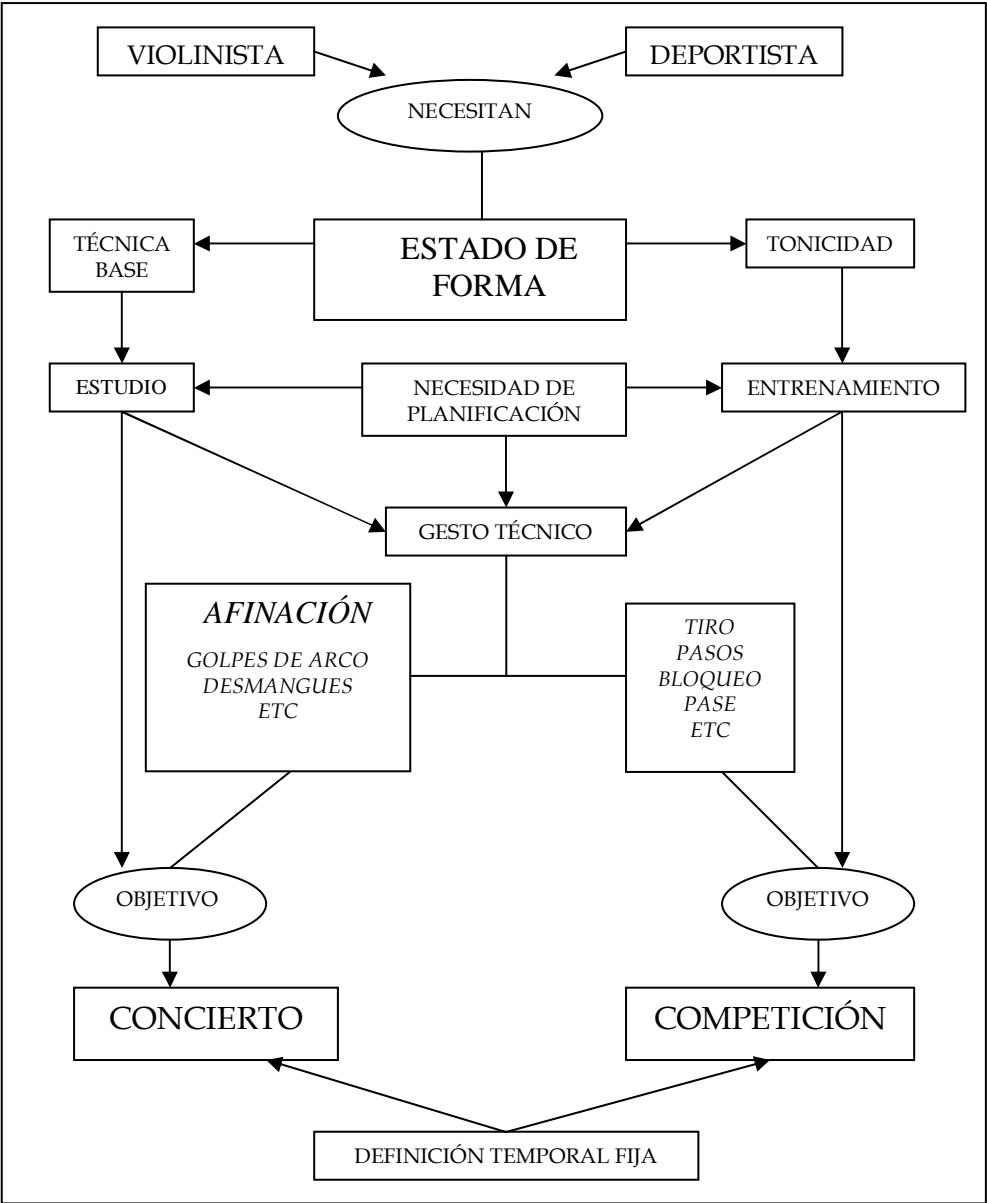 VIOLINISTA
DEPORTISTA
NECESITAN
TÉCNICA
BASE
ESTADO DE
FORMA
TONICIDAD
ESTUDIO
NECESIDAD DE
PLANIFICACIÓN
ENTRENAMIENTO
GESTO TÉCNICO
AFINACIÓN
GOLPES DE ARCO
DESMANGUES
ETC
TIRO
PASOS
BLOQUEO
PASE
ETC
OBJETIVO
OBJETIVO
CONCIERTO
COMPETICIÓN
DEFINICIÓN TEMPORAL FIJA